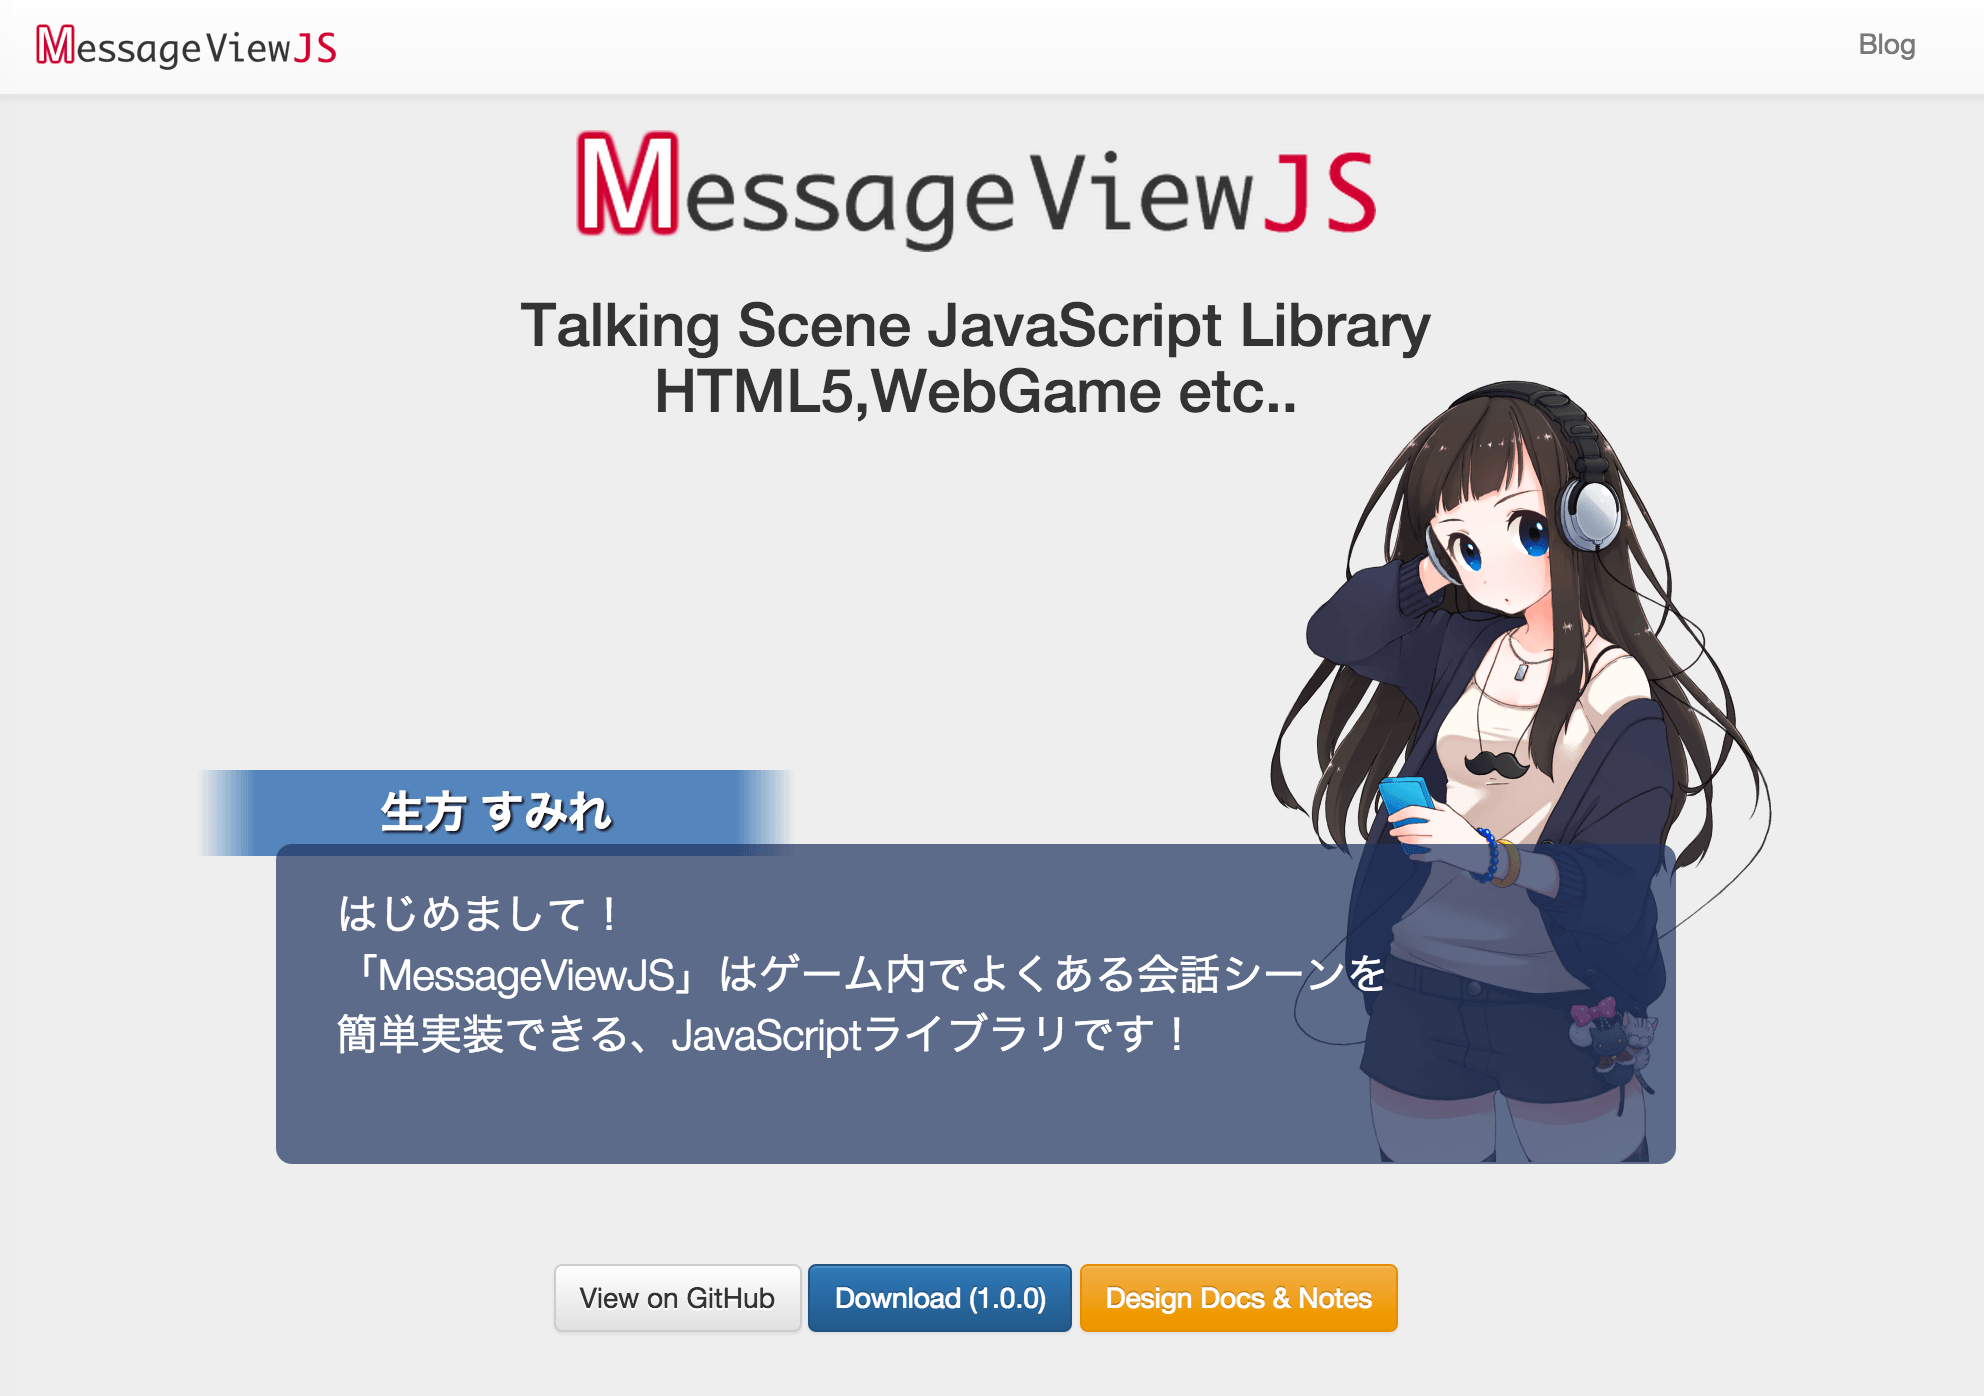 MessageViewJS
Blog
MessageViewJS
Talking Scene JavaScript Library
HTML5,WebGame etc..
生方 すみれ
はじめまして！
「MessageViewJS」はゲーム内でよくある会話シーンを
簡単実装できる、JavaScriptライブラリです！
View on GitHub
Download (1.0.0)
Design Docs & Notes